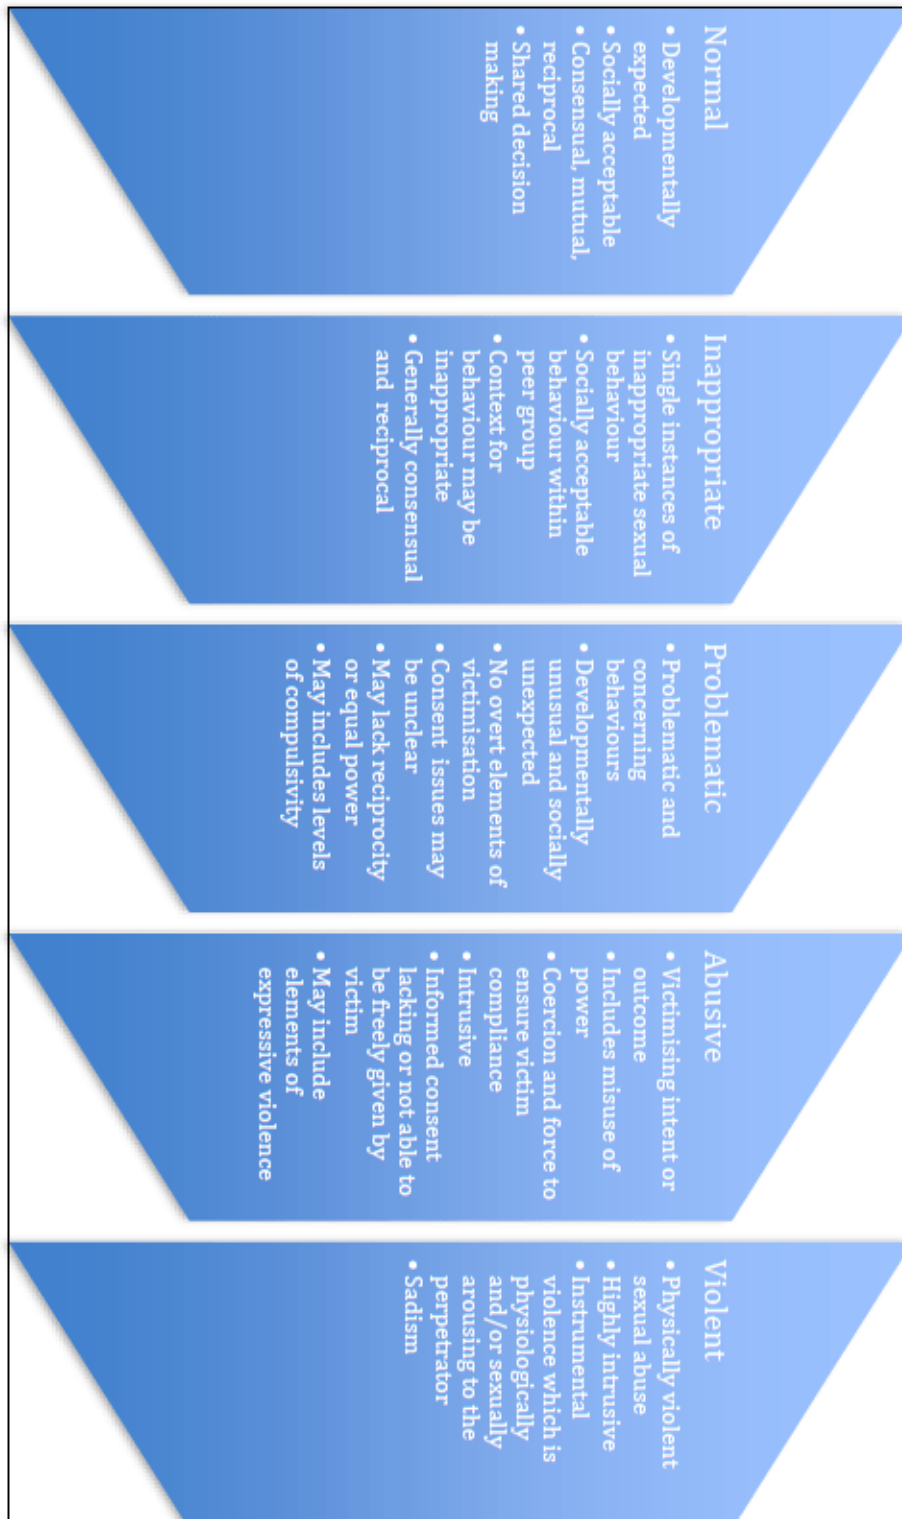 Normal
• Developmentally
expected
• Socially acceptable
• Consensual, mutual,
reciprocal
• Shared decision
making
Inappropriate
• Single instances of
inappropriate sexual
behaviour
• Socially acceptable
behaviour within
peer group
• Context for
behaviour may be
inappropriate
• Generally consensual
and reciprocal
Problematic
• Problematic and
concerning
behaviours
• Developmentally
unusual and socially
unexpected
• No overt elements of
victimisation
• Consent issues may
be unclear
• May lack reciprocity
or equal power
• May includes levels
of compulsivity
Abusive
• Victimising intent or
outcome
• Includes misuse of
power
• Coercion and force to
ensure victim
compliance
• Intrusive
• Informed consent
lacking or not able to
be freely given by
victim
• May include
elements of
expressive violence
Violent
• Physically violent
sexual abuse
• Highly intrusive
• Instrumental
violence which is
physiologically
and/or sexually
arousing to the
perpetrator
• Sadism